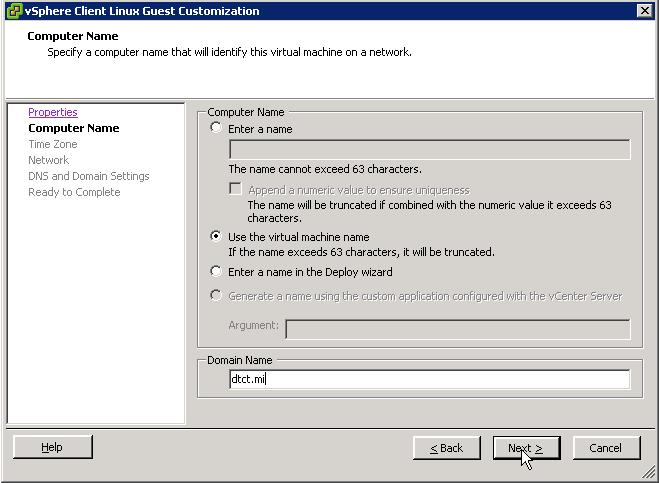 vSphere Client Linux Guest Customization
Computer Name
Specify a computer name that will identify this virtual machine on a network.
Properties
Computer Name
Time Zone
Network
DNS and Domain Settings
Ready to Complete
Computer Name
Enter a name
The name cannot exceed 63 characters.
Append a numeric value to ensure uniqueness
The name will be truncated if combined with the numeric value it exceeds 63
characters.
Use the virtual machine name
If the name exceeds 63 characters, it will be truncated.
Enter a name in the Deploy wizard
Generate a name using the custom application configured with the vCenter Server
Argument:
Domain Name
dtct.mi
Help
< Back
Next >
Cancel